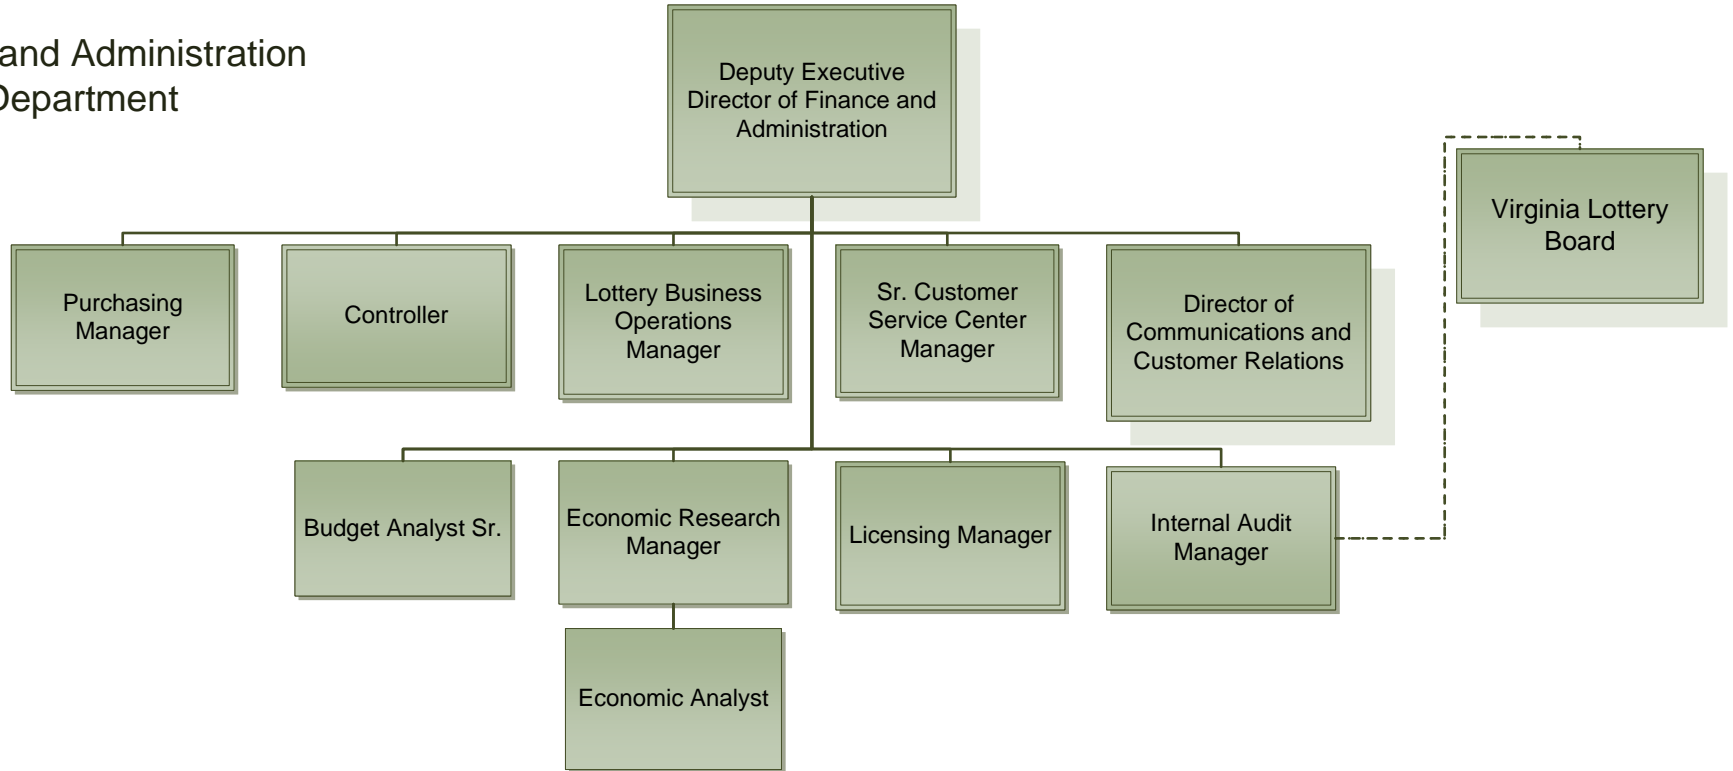 and Administration
Department
Deputy Executive
Director of Finance and
Administration
Virginia Lottery
Board
Purchasing
Manager
Controller
Lottery Business
Operations
Manager
Sr. Customer
Service Center
Manager
Director of
Communications and
Customer Relations
Budget Analyst Sr.
Economic Research
Manager
Licensing Manager
Internal Audit
Manager
Economic Analyst